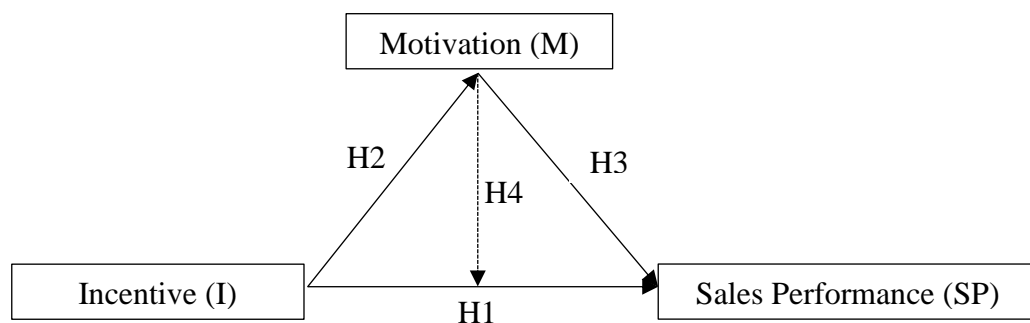 Motivation (M)
H2
H3
H4
Incentive (I)
Sales Performance (SP)
H1